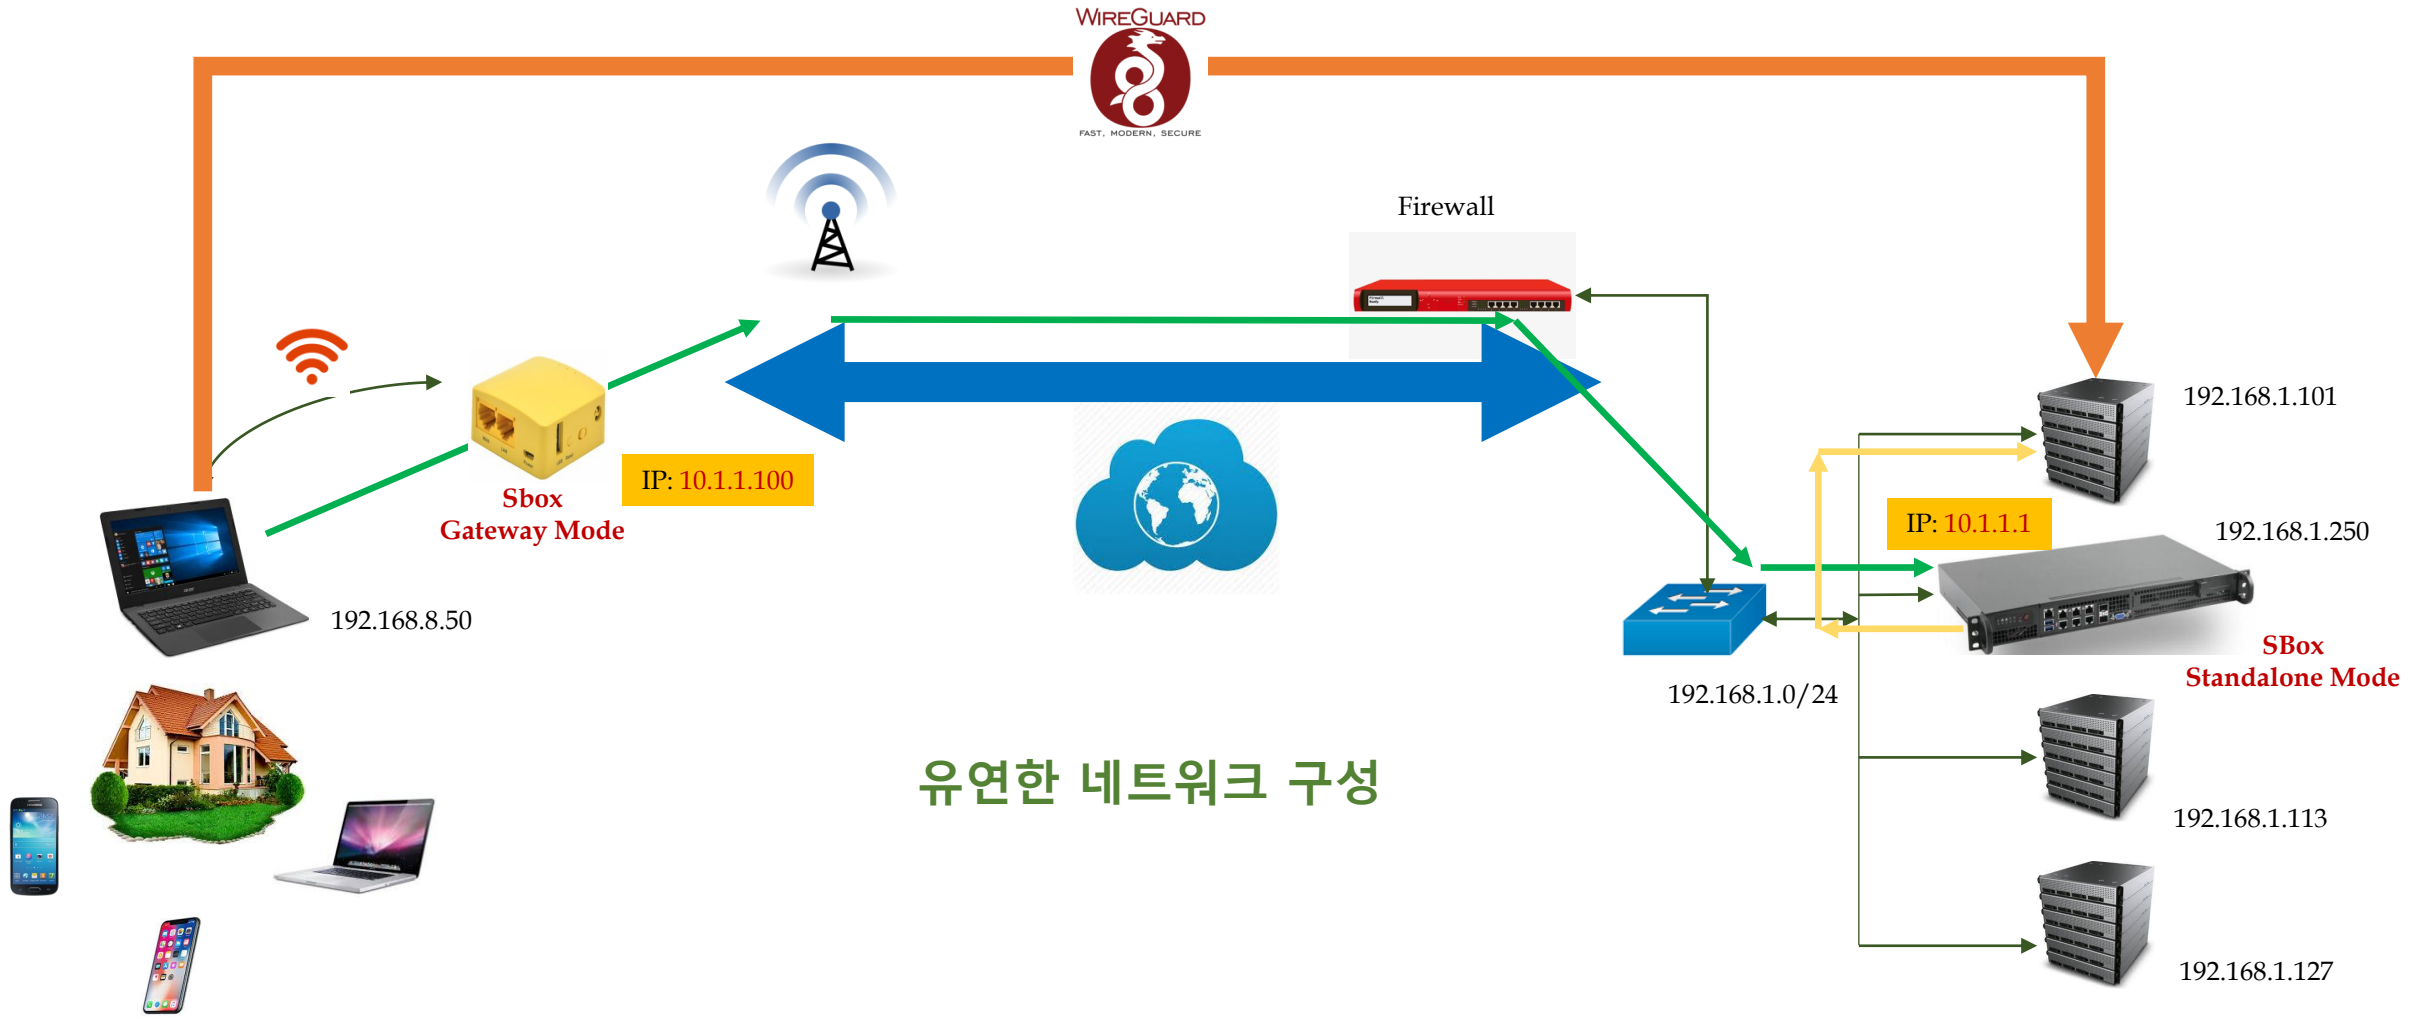 WIREGUARD
FAST, MODERN, SECURE
Firewall
192.168.1.101
IP: 10.1.1.100
Sbox
Gateway Mode
IP: 10.1.1.1
192.168.1.250
192.168.8.50
SBox
Standalone Mode
192.168.1.0/24
유연한 네트워크 구성
192.168.1.113
192.168.1.127